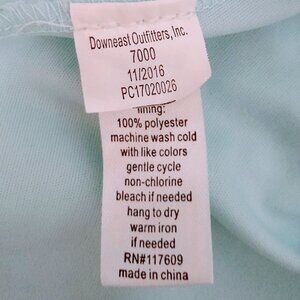 Downeast Outfitters, Inc.
7000
11/2016
PC17020026
lining:
100% polyester
machine wash cold
with like colors
gentle cycle
non-chlorine
bleach if needed
hang to dry
warm iron
if needed
RN#117609
made in china